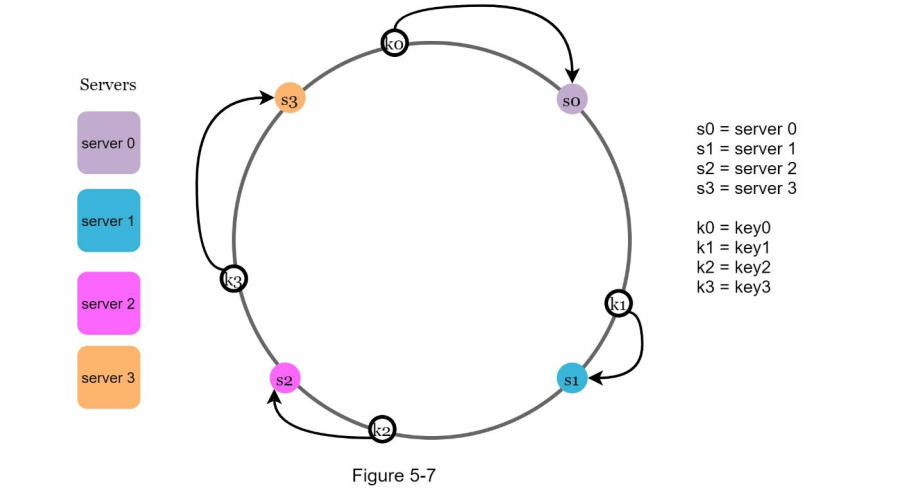 Servers
server 0
server 1
server 2
server 3
k0
s0
s3
k3
k1
s2
s1
k2
s0 = server 0
s1 = server 1
s2 = server 2
s3 = server 3
k0 = key0
k1 = key1
k2 = key2
k3 = key3
Figure 5-7